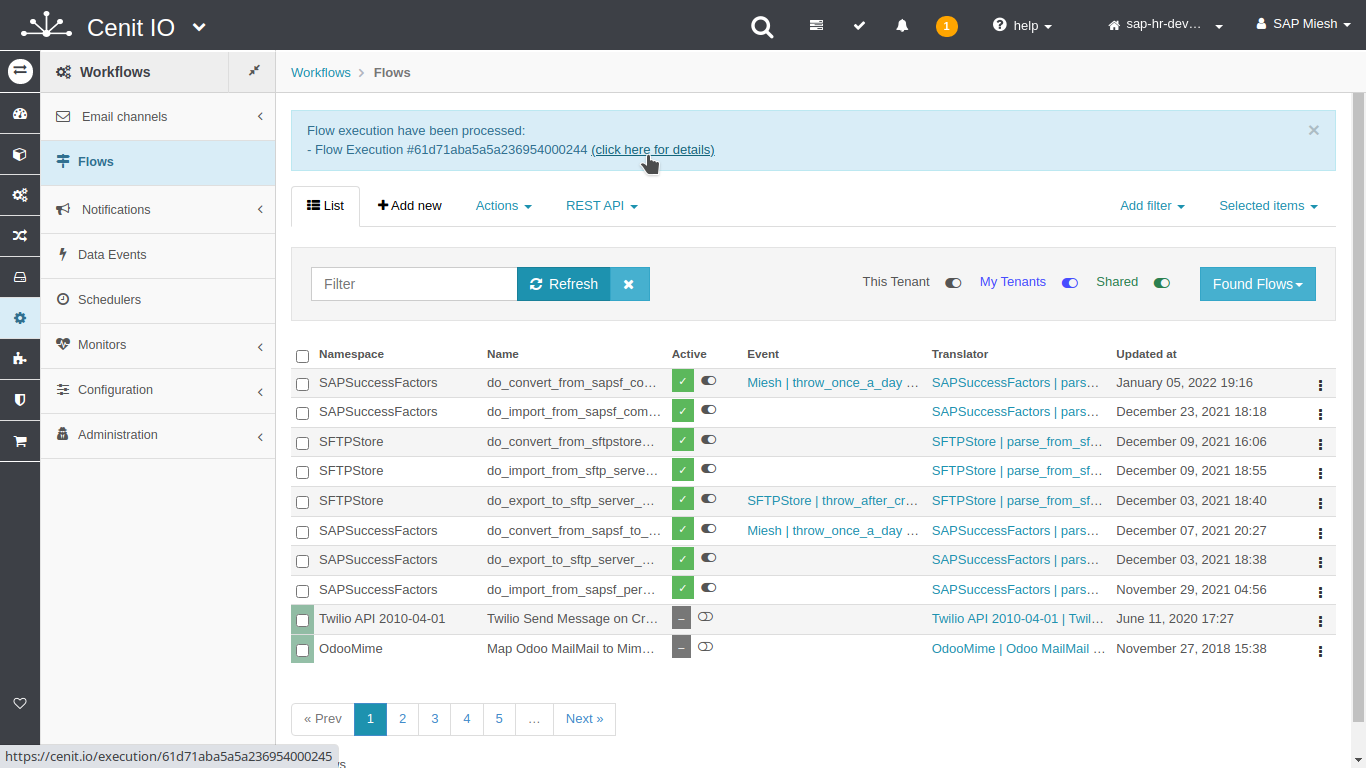 Cenit IO
1
help
sap-hr-dev...
SAP Miesh
Workflows
Workflows > Flows
Email channels
Flows
Notifications
Data Events
Schedulers
Monitors
Configuration
Administration
Flow execution have been processed:
- Flow Execution #61d71aba5a5a236954000244 (click here for details)
×
List
Add new
Actions
REST API
Add filter
Selected items
Filter
Refresh
This Tenant
My Tenants
Shared
Found Flows
Namespace Name Active Event Translator Updated at
SAPSuccessFactors do_convert_from_sapsf_co... Miesh | throw_once_a_day ... SAPSuccessFactors | pars... January 05, 2022 19:16
SAPSuccessFactors do_import_from_sapsf_com... SAPSuccessFactors | pars... December 23, 2021 18:18
SFTPStore do_convert_from_sftpstore... SFTPStore | parse_from_sf... December 09, 2021 16:06
SFTPStore do_import_from_sftp_serve... SFTPStore | parse_from_sf... December 09, 2021 18:55
SFTPStore do_export_to_sftp_server_... SFTPStore | throw_after_cr... SFTPStore | parse_from_sf... December 03, 2021 18:40
SAPSuccessFactors do_convert_from_sapsf_to_... Miesh | throw_once_a_day ... SAPSuccessFactors | pars... December 07, 2021 20:27
SAPSuccessFactors do_export_to_sftp_server_... SAPSuccessFactors | pars... December 03, 2021 18:38
SAPSuccessFactors do_import_from_sapsf_per... SAPSuccessFactors | pars... November 29, 2021 04:56
Twilio API 2010-04-01 Twilio Send Message on Cr... Twilio API 2010-04-01 | Twil... June 11, 2020 17:27
OdooMime Map Odoo MailMail to Mim... OdooMime | Odoo MailMail ... November 27, 2018 15:38
« Prev 1 2 3 4 5 ... Next »
https://cenit.io/execution/61d71aba5a5a236954000245